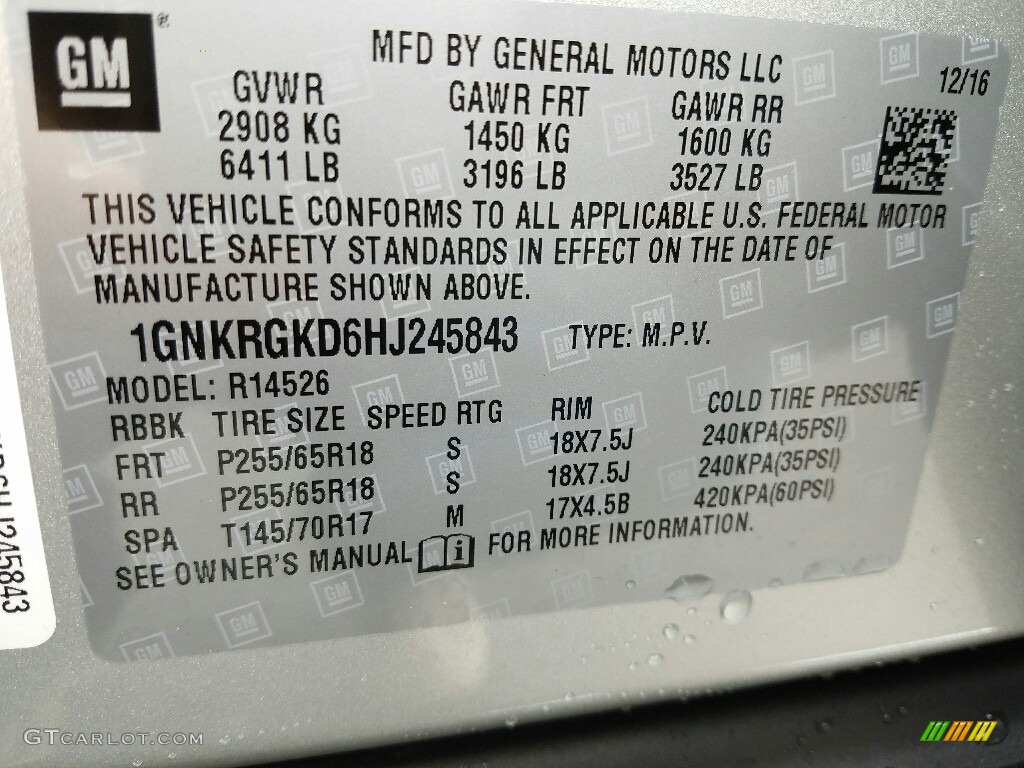 GM®
MFD BY GENERAL MOTORS LLC
12/16
GVWR GAWR FRT GAWR RR
2908 KG 1450 KG 1600 KG
6411 LB 3196 LB 3527 LB
THIS VEHICLE CONFORMS TO ALL APPLICABLE U.S. FEDERAL MOTOR
VEHICLE SAFETY STANDARDS IN EFFECT ON THE DATE OF
MANUFACTURE SHOWN ABOVE.
1GNKRGKD6HJ245843 TYPE: M.P.V.
MODEL: R14526
RBBK TIRE SIZE SPEED RTG RIM COLD TIRE PRESSURE
FRT P255/65R18 S 18X7.5J 240KPA(35PSI)
RR P255/65R18 S 18X7.5J 240KPA(35PSI)
SPA T145/70R17 M 17X4.5B 420KPA(60PSI)
SEE OWNER'S MANUAL i FOR MORE INFORMATION.
GTCARLOT.COM